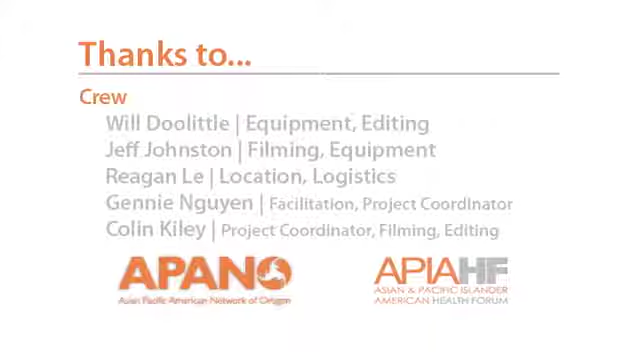 Thanks to...
Crew
Will Doolittle | Equipment, Editing
Jeff Johnston | Filming, Equipment
Reagan Le | Location, Logistics
Gennie Nguyen | Facilitation, Project Coordinator
Colin Kiley | Project Coordinator, Filming, Editing
APANO
Asian Pacific American Network of Oregon
APIAHF
ASIAN & PACIFIC ISLANDER
AMERICAN HEALTH FORUM